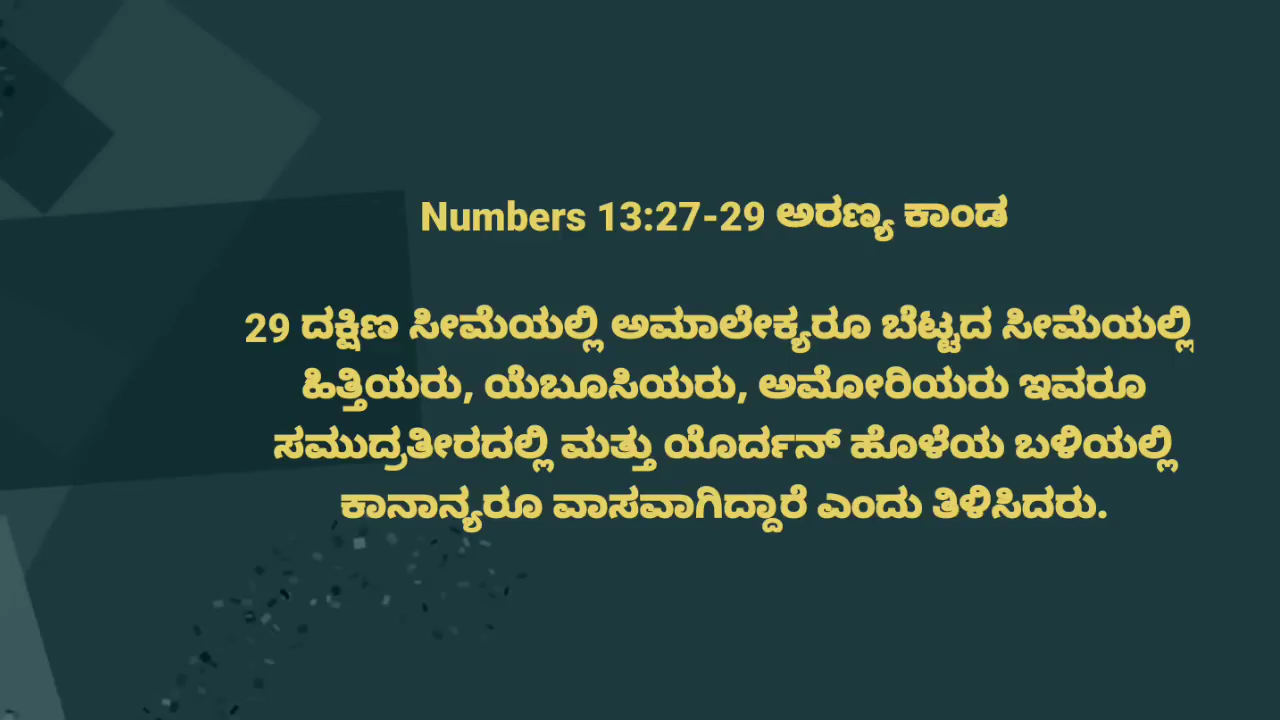 Numbers 13:27-29 ಅರಣ್ಯ ಕಾಂಡ
29 ದಕ್ಷಿಣ ಸೀಮೆಯಲ್ಲಿ ಅಮಾಲೇಕ್ಯರೂ ಬೆಟ್ಟದ ಸೀಮೆಯಲ್ಲಿ
ಹಿತ್ತಿಯರು, ಯೆಬೂಸಿಯರು, ಅಮೋರಿಯರು ಇವರೂ
ಸಮುದ್ರತೀರದಲ್ಲಿ ಮತ್ತು ಯೊರ್ದನ್ ಹೊಳೆಯ ಬಳಿಯಲ್ಲಿ
ಕಾನಾನ್ಯರೂ ವಾಸವಾಗಿದ್ದಾರೆ ಎಂದು ತಿಳಿಸಿದರು.